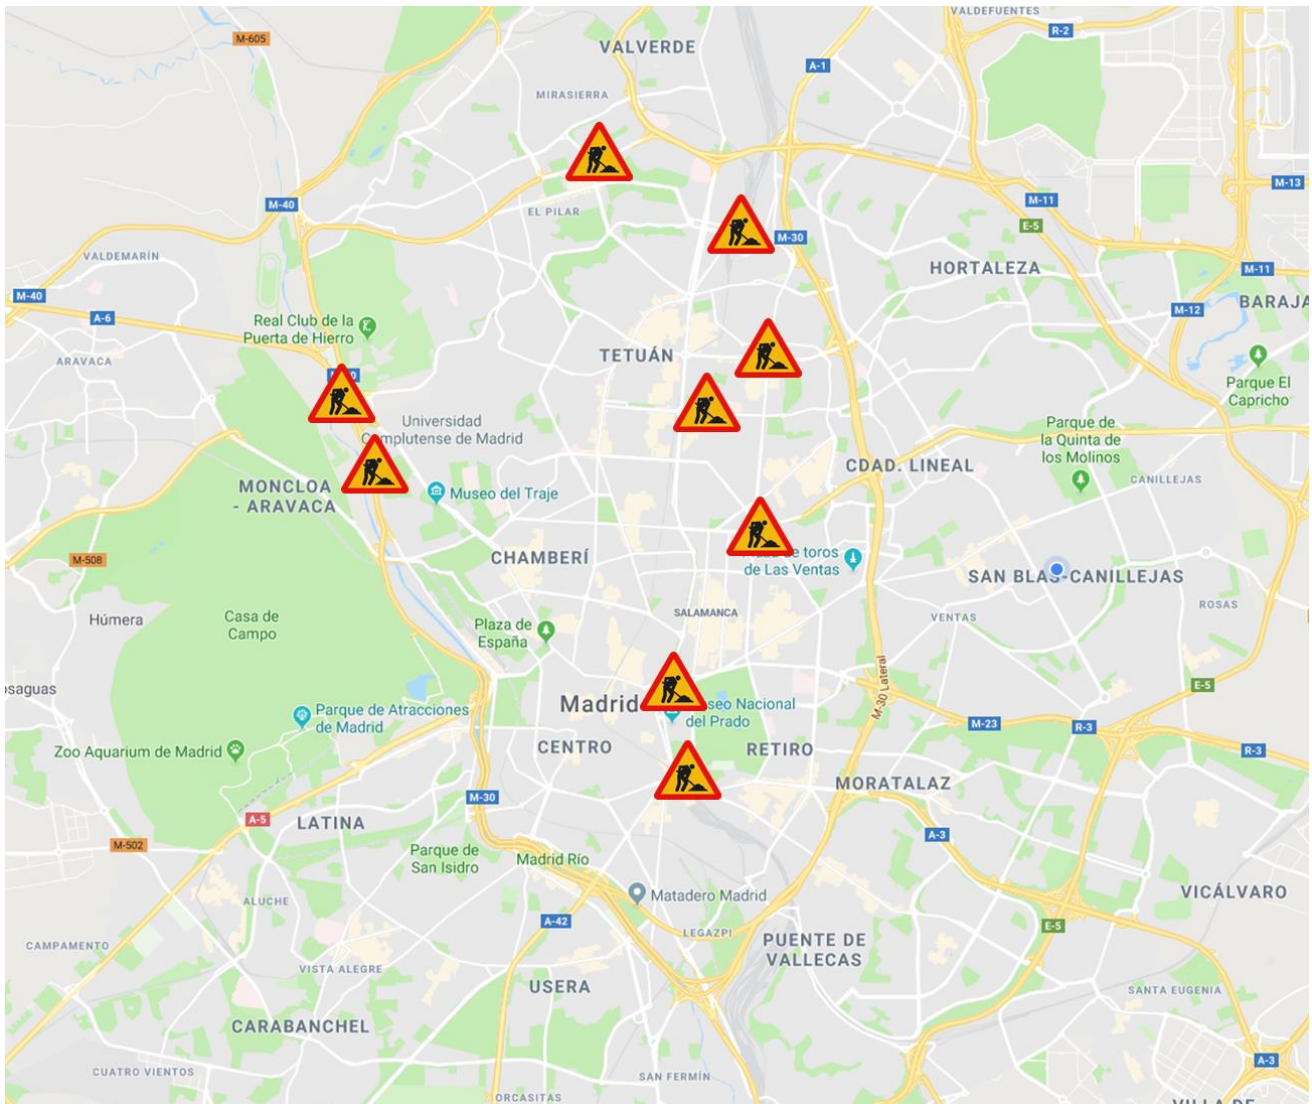 VALDEFUENTES
R-2
M-605
VALVERDE
A-1
MIRASIERRA
M-13
M-40
M-11
EL PILAR
E-5
M-30
VALDEMARÍN
HORTALEZA
M-11
M-40
BARAJA
M-12
A-6
Real Club de la
Puerta de Hierro
TETUÁN
ARAVACA
Parque El
Capricho
Universidad
Complutense de Madrid
Parque de
la Quinta de
los Molinos
CDAD. LINEAL
CANILLEJAS
MONCLOA
- ARAVACA
Museo del Traje
M-508
CHAMBERÍ
de toros
de Las Ventas
SAN BLAS-CANILLEJAS
Húmera
Casa de
Campo
Plaza de
España
SALAMANCA
VENTAS
ROSAS
osaguas
M-30 Lateral
E-5
Madrid
seo Nacional
del Prado
Parque de Atracciones
de Madrid
M-23
R-3
Zoo Aquarium de Madrid
CENTRO
RETIRO
R-3
M-30
MORATALAZ
A-5
LATINA
A-3
M-502
Parque de
San Isidro
Madrid Río
Matadero Madrid
VICÁLVARO
ALUCHE
A-42
E-5
LEGAZPI
CAMPAMENTO
PUENTE DE
VALLECAS
VISTA ALEGRE
USERA
SANTA EUGENIA
CARABANCHEL
A-3
CUATRO VIENTOS
SAN FERMÍN
ORCASITAS
VILLA DE